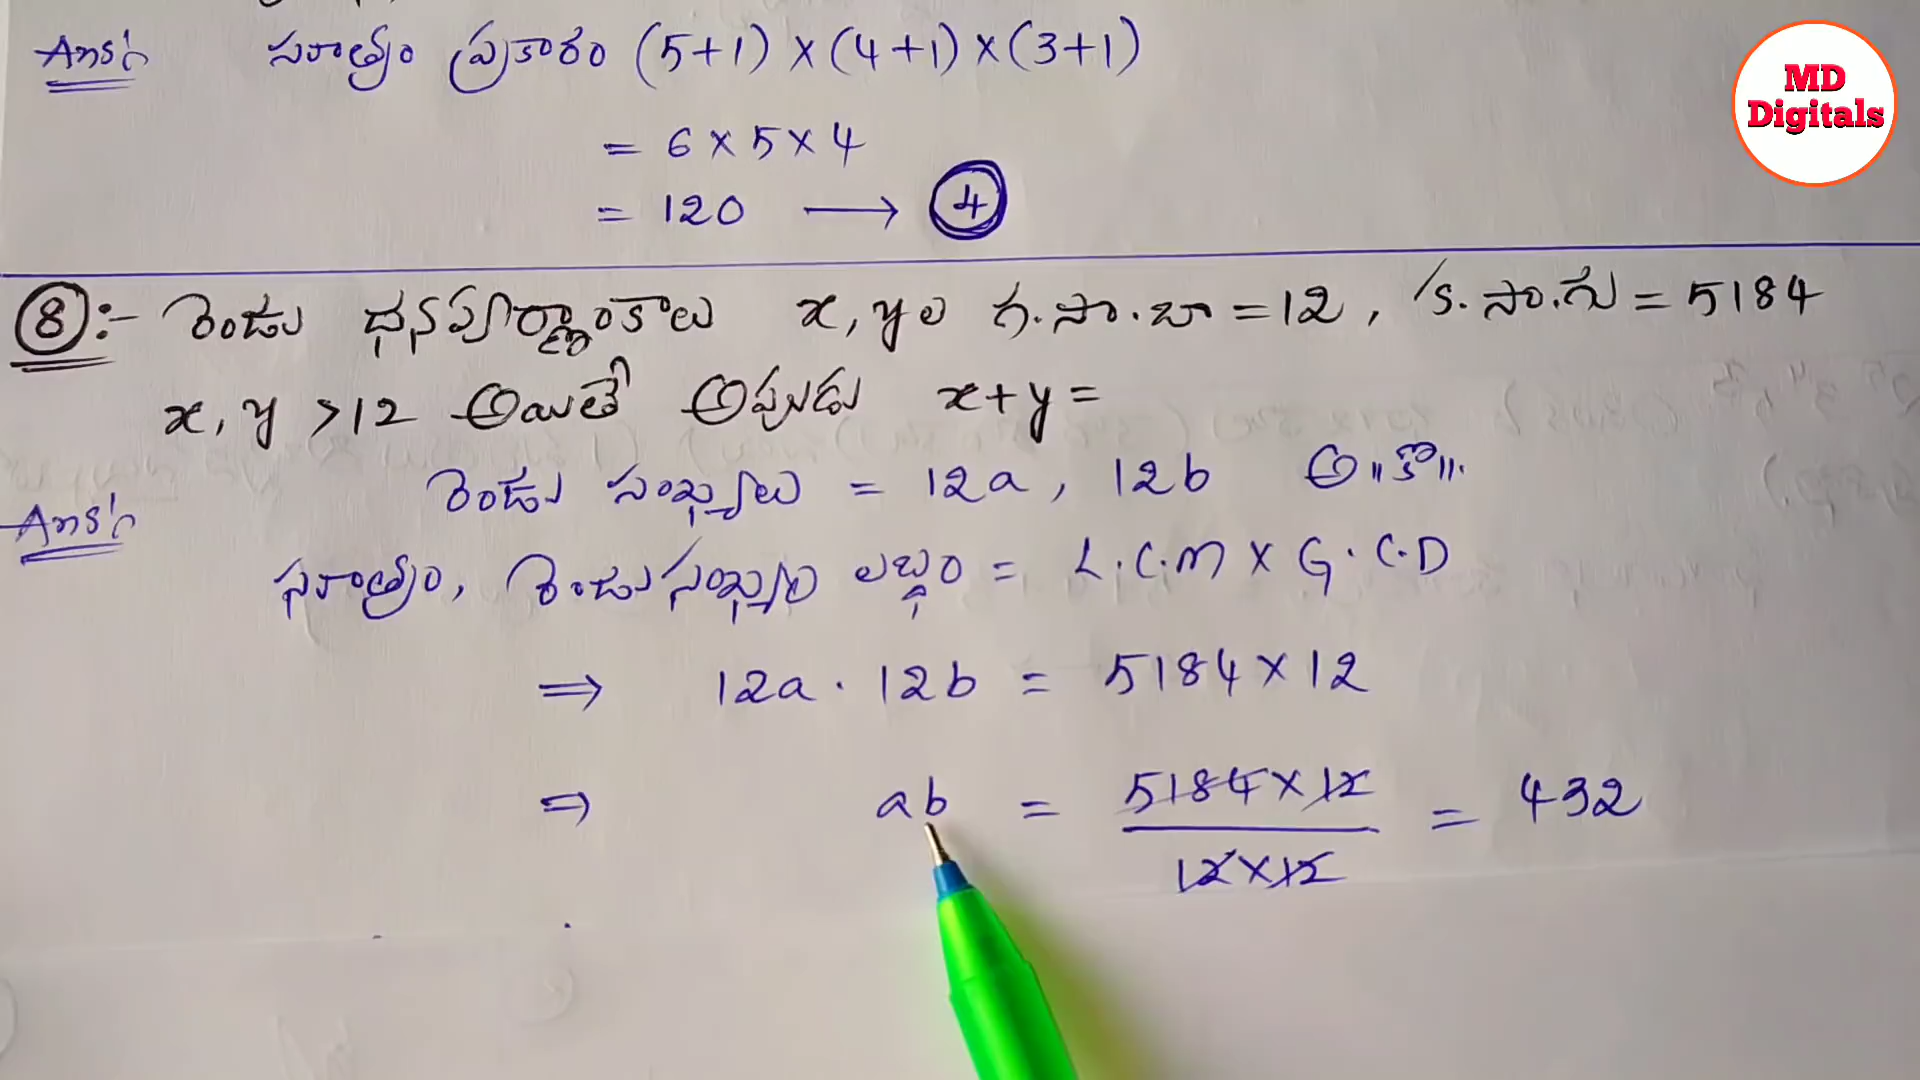 Ans:- సూత్రం ప్రకారం (5+1) × (4+1) × (3+1)
MD
Digitals
= 6 × 5 × 4
= 120 → 4
8:- రెండు ధనపూర్ణాంకాలు x, y ల గ.సా.బా = 12, క.సా.గు = 5184
x, y > 12 అయితే అపుడు x + y =
రెండు సంఖ్యలు = 12a, 12b అ॥కొ॥.
Ans:-
సూత్రం, రెండు సంఖ్యల లబ్ధం = L.C.M × G.C.D
⇒ 12a . 12b = 5184 × 12
⇒ ab = 5184 × 12 / 12 × 12 = 432